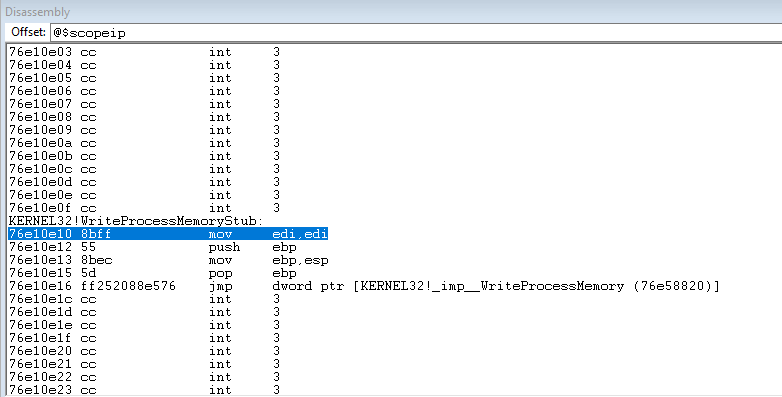 Disassembly
Offset: @$scopeip
76e10e03 cc int 3
76e10e04 cc int 3
76e10e05 cc int 3
76e10e06 cc int 3
76e10e07 cc int 3
76e10e08 cc int 3
76e10e09 cc int 3
76e10e0a cc int 3
76e10e0b cc int 3
76e10e0c cc int 3
76e10e0d cc int 3
76e10e0e cc int 3
76e10e0f cc int 3
KERNEL32!WriteProcessMemoryStub:
76e10e10 8bff mov edi,edi
76e10e12 55 push ebp
76e10e13 8bec mov ebp,esp
76e10e15 5d pop ebp
76e10e16 ff252088e576 jmp dword ptr [KERNEL32!_imp__WriteProcessMemory (76e58820)]
76e10e1c cc int 3
76e10e1d cc int 3
76e10e1e cc int 3
76e10e1f cc int 3
76e10e20 cc int 3
76e10e21 cc int 3
76e10e22 cc int 3
76e10e23 cc int 3